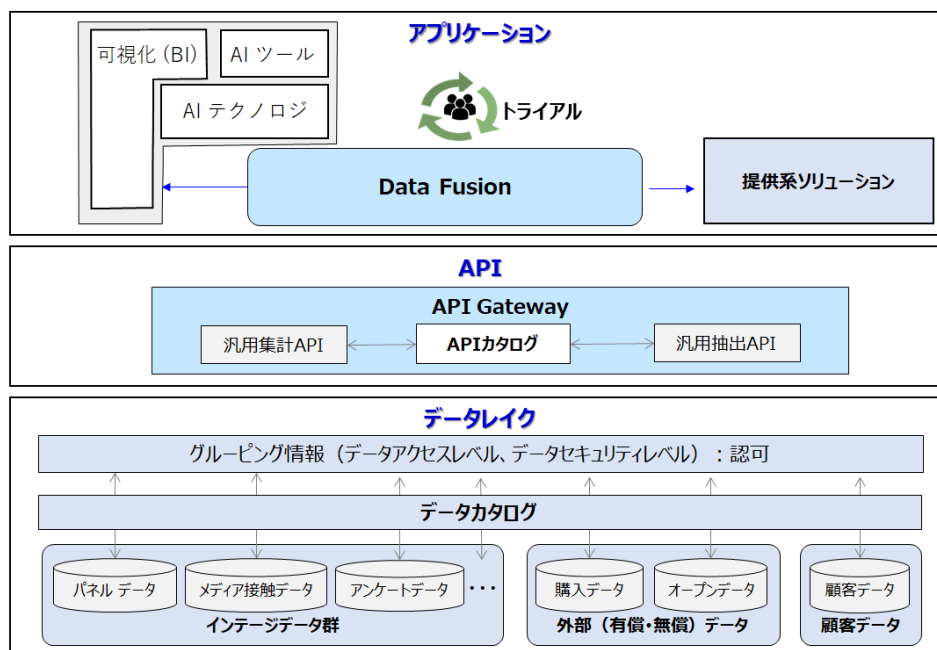 アプリケーション
可視化 (BI)
AI ツール
AI テクノロジ
トライアル
Data Fusion
提供系ソリューション
API
API Gateway
汎用集計API
APIカタログ
汎用抽出API
データレイク
グルーピング情報（データアクセスレベル、データセキュリティレベル）：認可
データカタログ
パネル データ
メディア接触データ
アンケートデータ
･･･
購入データ
オープンデータ
顧客データ
インテージデータ群
外部（有償・無償）データ
顧客データ